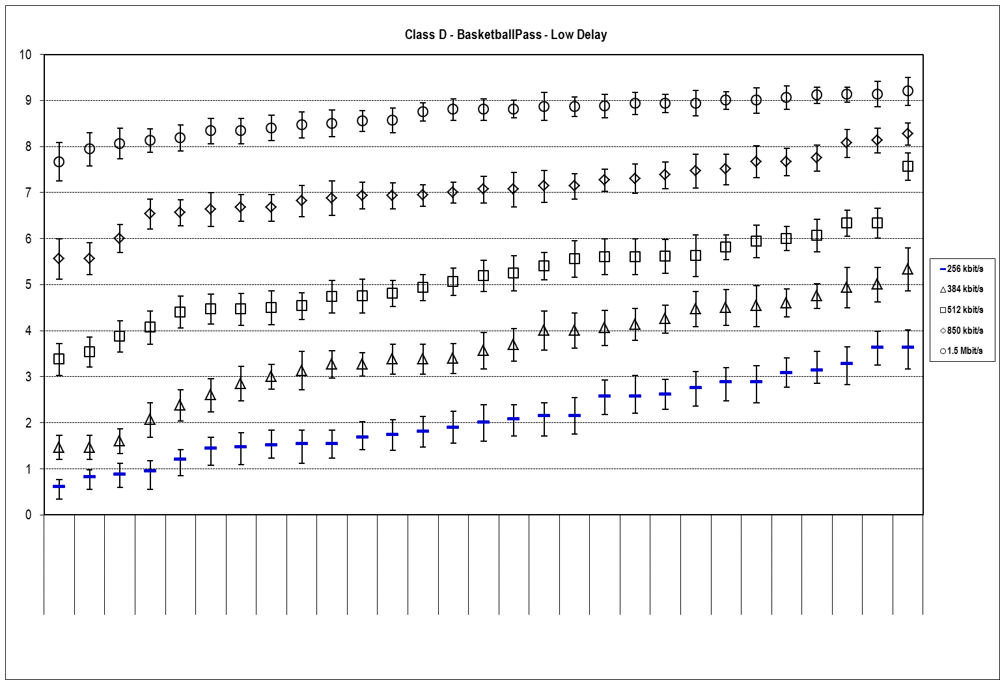 Class D - BasketballPass - Low Delay
10
9
8
7
6
5
4
3
2
1
0
256 kbit/s
384 kbit/s
512 kbit/s
850 kbit/s
1.5 Mbit/s